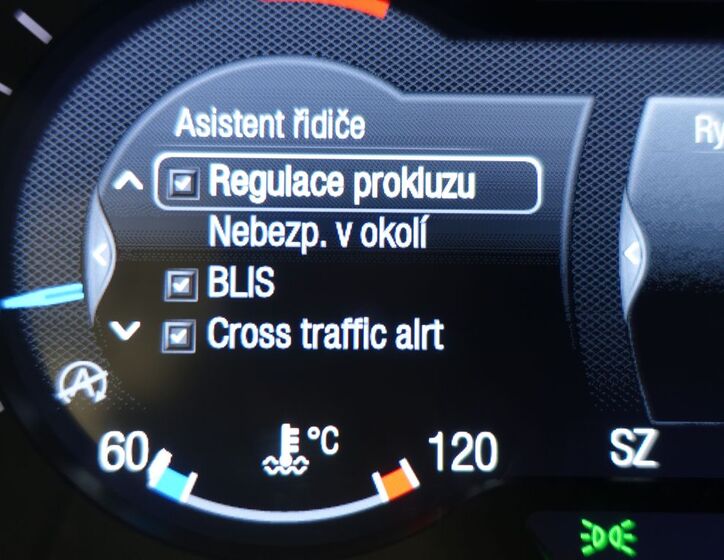 Asistent řidiče
Ry
Regulace prokluzu
Nebezp. v okolí
BLIS
Cross traffic alrt
A
60
°C
120
SZ